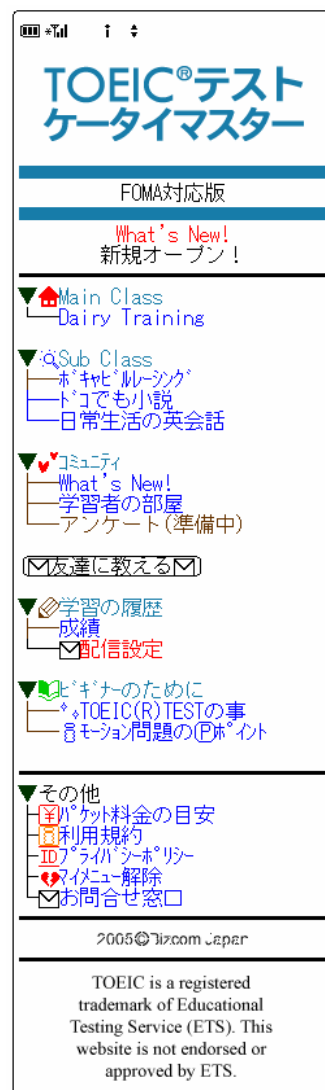 TOEIC®テスト
ケータイマスター
FOMA対応版
What's New!
新規オープン！
▼Main Class
Dairy Training
▼Sub Class
ﾎﾞｷｬﾋﾞﾙﾚｰｼﾝｸﾞ
ﾄﾞｺでも小説
日常生活の英会話
▼ｺﾐｭﾆﾃｨ
What's New!
学習者の部屋
アンケート(準備中)
友達に教える
▼学習の履歴
成績
配信設定
▼ﾋﾞｷﾞﾅｰのために
TOEIC(R)TESTの事
ﾓｰｼｮﾝ問題のⓅﾎﾟｲﾝﾄ
▼その他
¥ﾊﾟｹｯﾄ料金の目安
利用規約
IDﾌﾟﾗｲﾊﾞｼｰﾎﾟﾘｼｰ
ﾏｲﾒﾆｭｰ解除
お問合せ窓口
2005©
TOEIC is a registered
trademark of Educational
Testing Service (ETS). This
website is not endorsed or
approved by ETS.